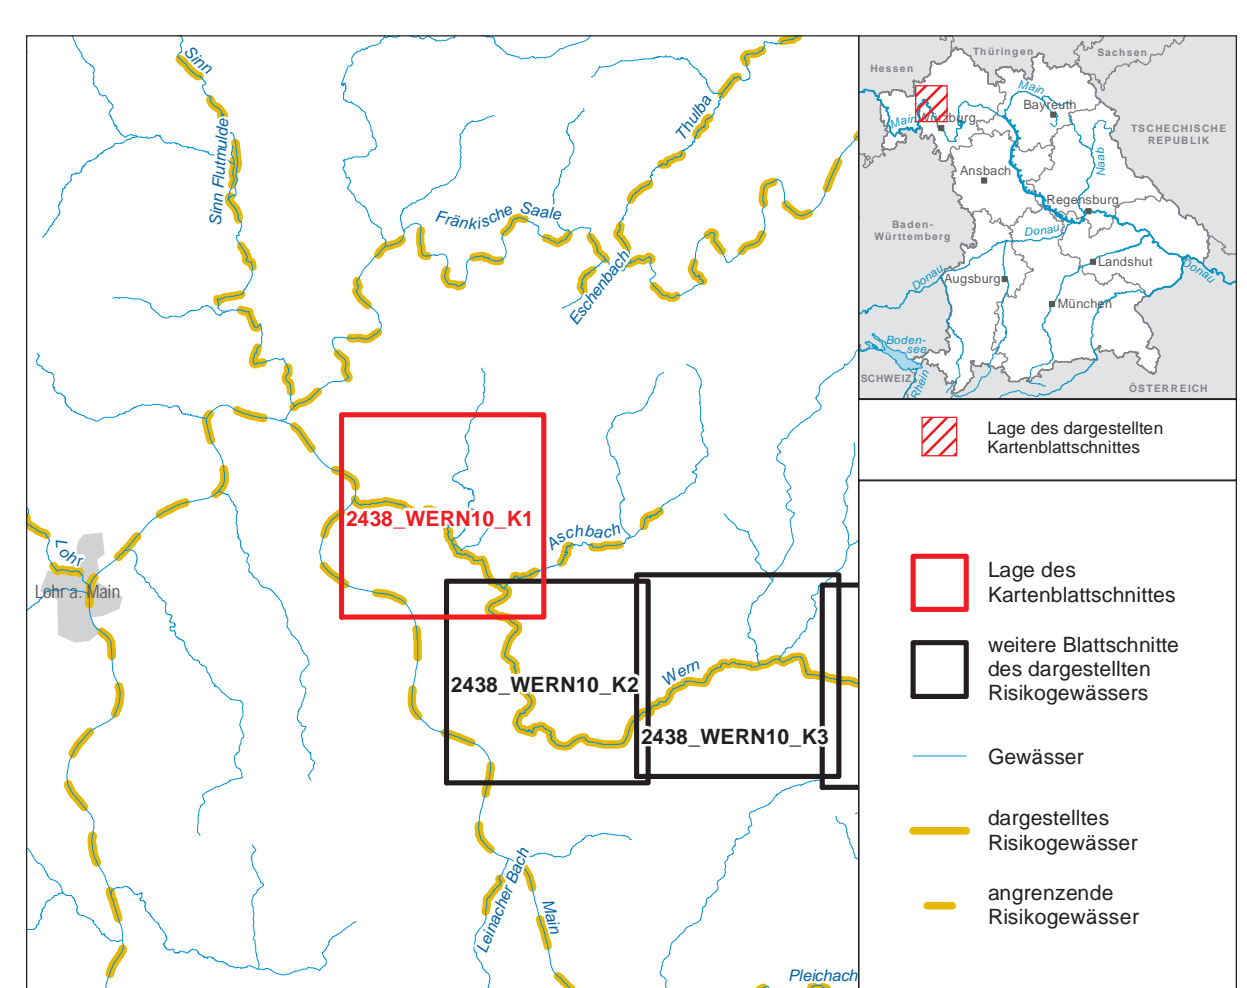 Sinn
Sinn Flutmulde
Thulba
Fränkische Saale
Eschenbach
2438_WERN10_K1
Aschbach
Lohr
Lohr a. Main
2438_WERN10_K2
Wern
2438_WERN10_K3
Leinacher Bach
Main
Pleichach
Thüringen
Sachsen
Hessen
Main
Bayreuth
Main
Würzburg
TSCHECHISCHE
REPUBLIK
Naab
Ansbach
Regensburg
Baden-
Württemberg
Donau
Landshut
Donau
Augsburg
Donau
München
Boden-
see
SCHWEIZ
Rhein
ÖSTERREICH
Lage des dargestellten
Kartenblattschnittes
Lage des
Kartenblattschnittes
weitere Blattschnitte
des dargestellten
Risikogewässers
Gewässer
dargestelltes
Risikogewässer
angrenzende
Risikogewässer